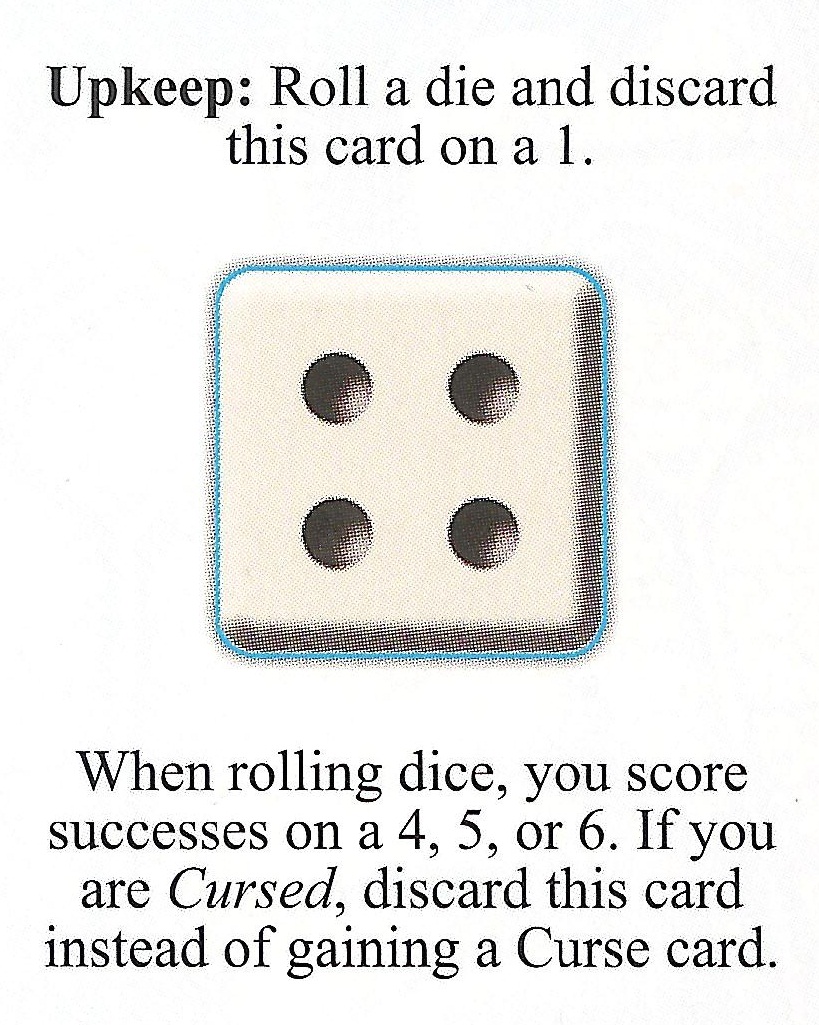 Upkeep: Roll a die and discard
this card on a 1.
When rolling dice, you score
successes on a 4, 5, or 6. If you
are Cursed, discard this card
instead of gaining a Curse card.